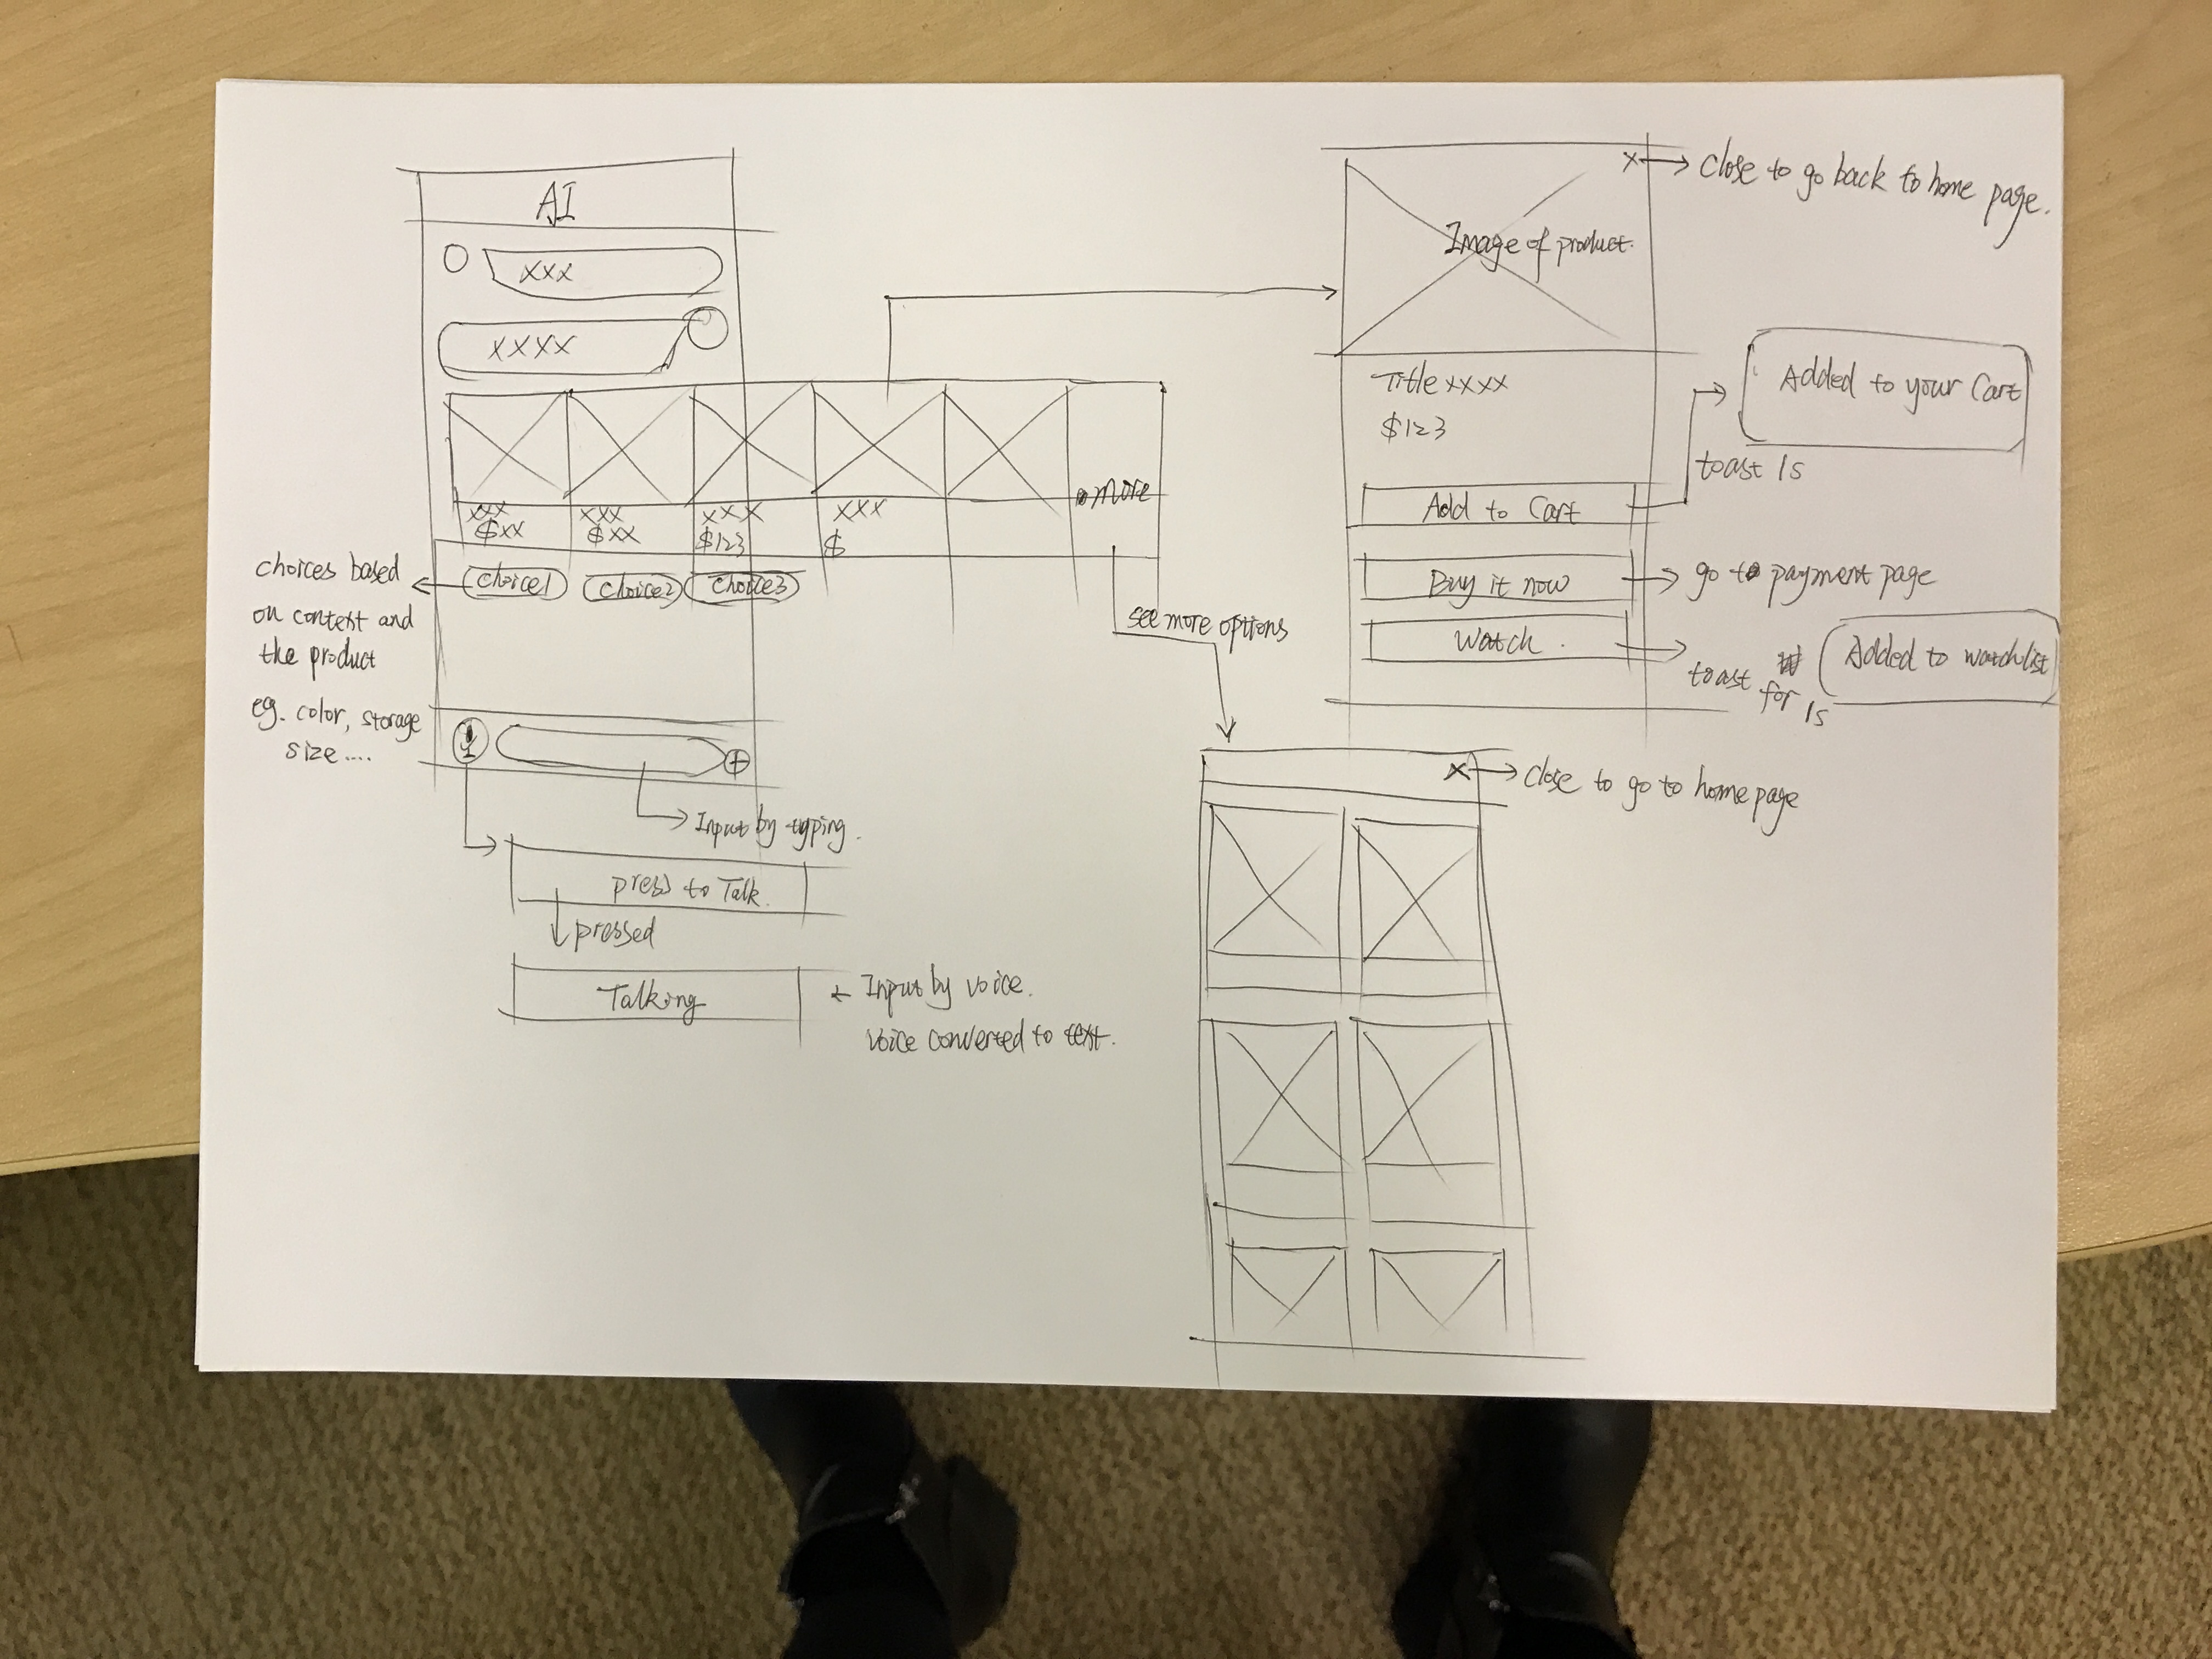 AI
xxx
xxxx
xxx
$xx
xxx
$xx
xxx
$123
xxx
$
more
choice1
choice2
choice3
choices based
on context and
the product
eg. color, storage
size ....
Input by typing.
press to Talk.
pressed
Talking
← Input by voice.
Voice converted to text.
see more options
x → close to go back to home page.
Image of product.
Title xxxx
$123
Add to Cart
Added to your Cart
toast 1s
Buy it now
go to payment page
Watch.
toast
for 1s
Added to watchlist
x → close to go to home page